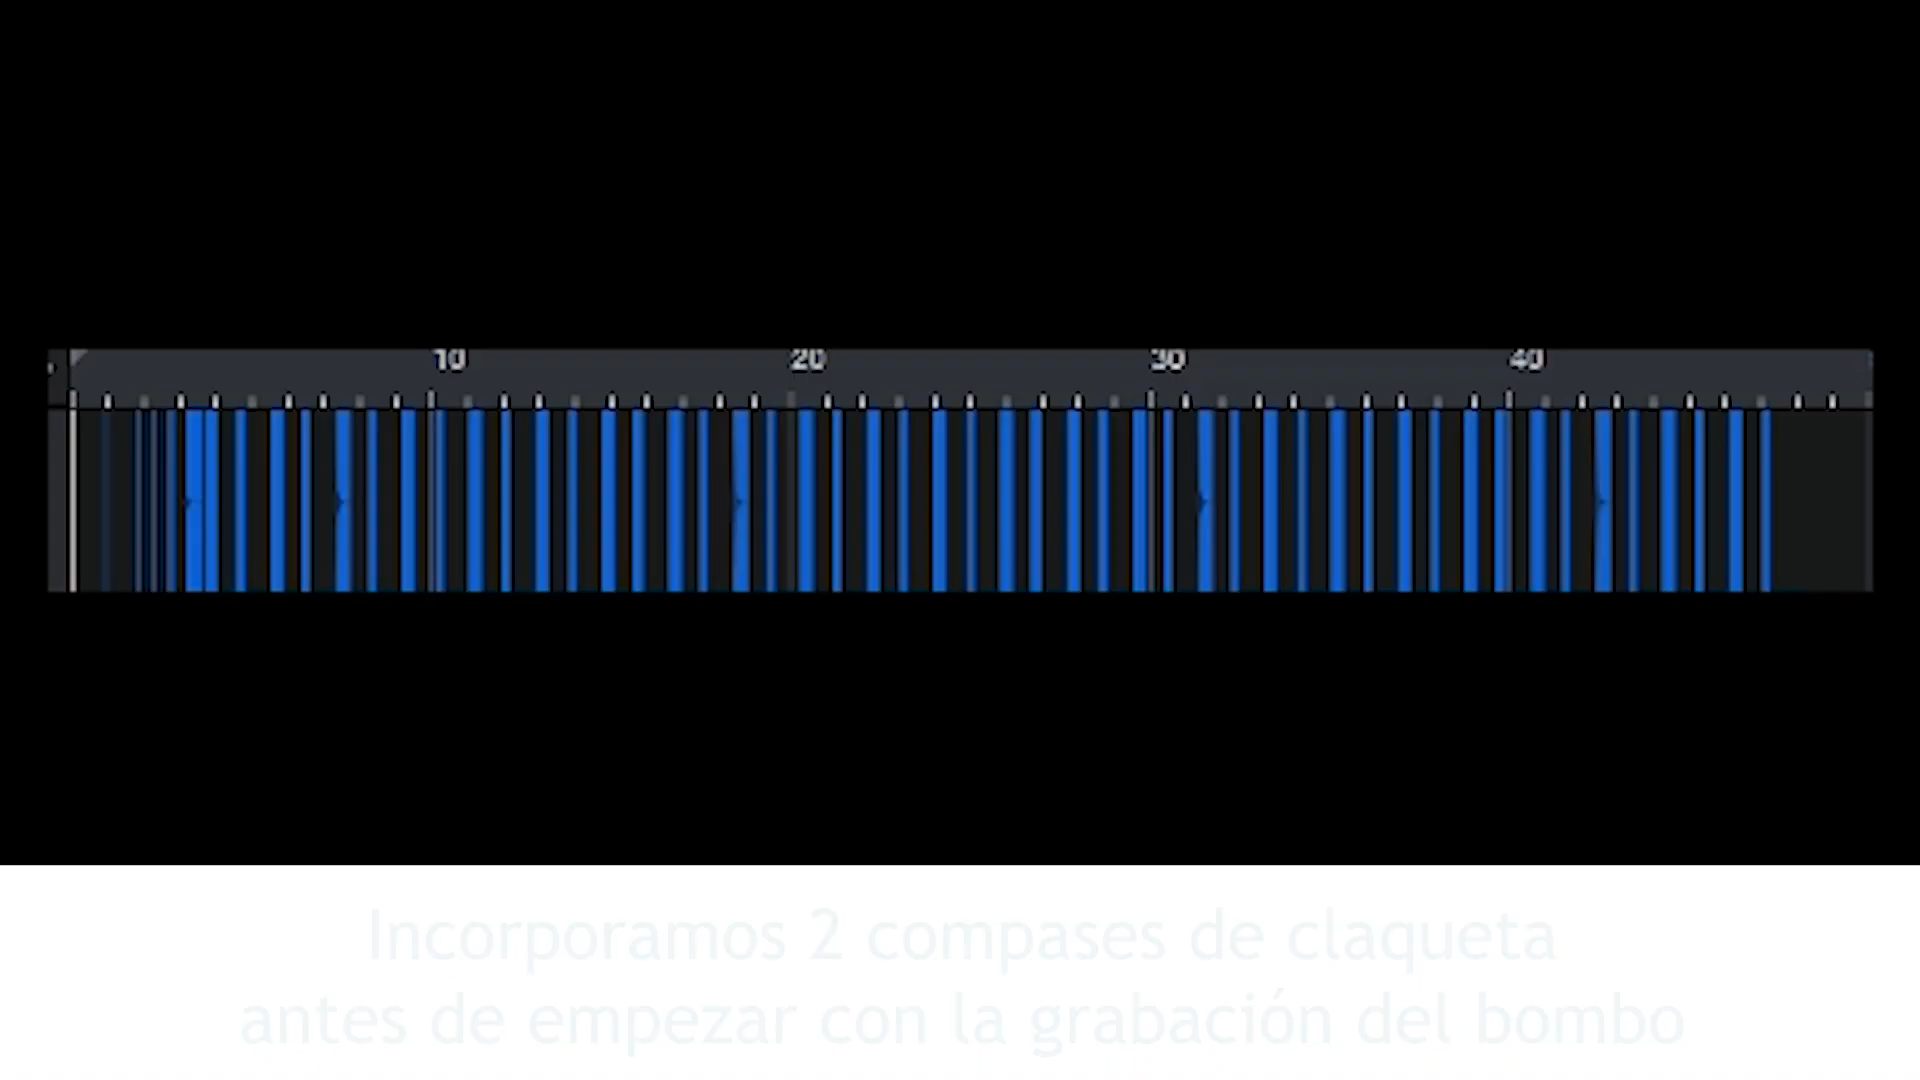 10 20 30 40
Incorporamos 2 compases de claqueta
antes de empezar con la grabación del bombo